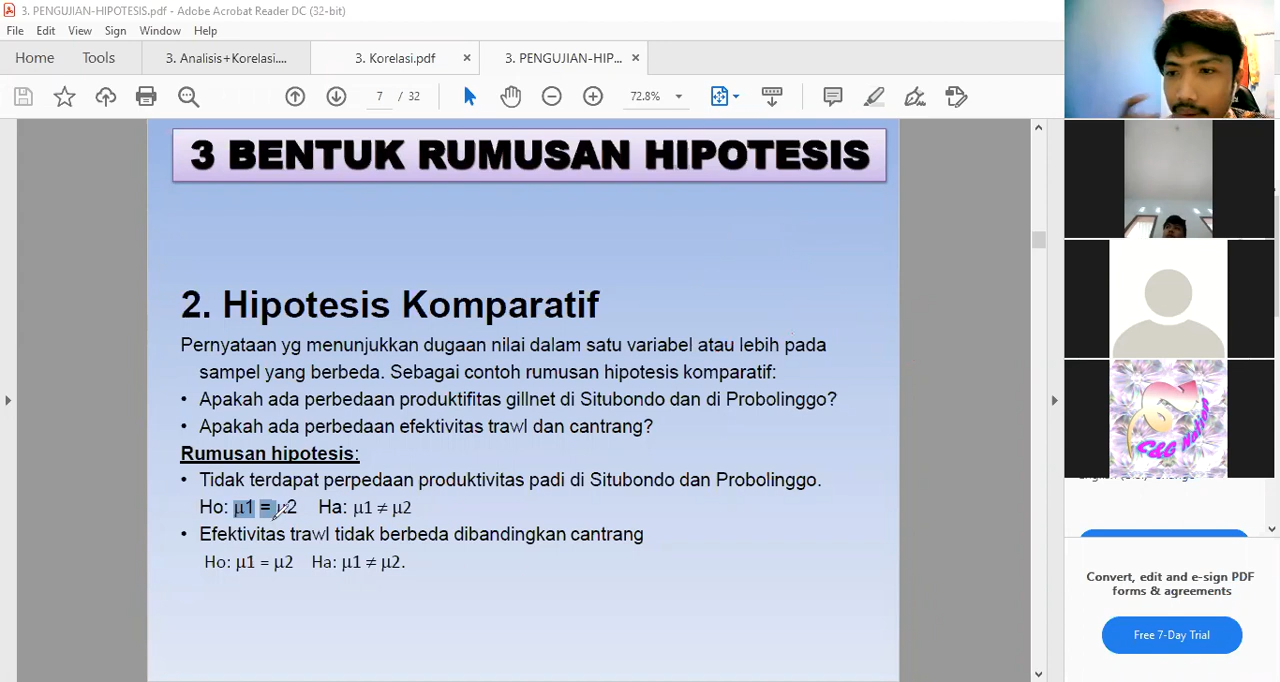 3. PENGUJIAN-HIPOTESIS.pdf - Adobe Acrobat Reader DC (32-bit)
File Edit View Sign Window Help
Home Tools 3. Analisis+Korelasi.... 3. Korelasi.pdf × 3. PENGUJIAN-HIP... ×
7 / 32 72.8%
3 BENTUK RUMUSAN HIPOTESIS
2. Hipotesis Komparatif
Pernyataan yg menunjukkan dugaan nilai dalam satu variabel atau lebih pada
sampel yang berbeda. Sebagai contoh rumusan hipotesis komparatif:
• Apakah ada perbedaan produktifitas gillnet di Situbondo dan di Probolinggo?
• Apakah ada perbedaan efektivitas trawl dan cantrang?
Rumusan hipotesis:
• Tidak terdapat perpedaan produktivitas padi di Situbondo dan Probolinggo.
Ho: μ1 = μ2 Ha: μ1 ≠ μ2
• Efektivitas trawl tidak berbeda dibandingkan cantrang
Ho: μ1 = μ2 Ha: μ1 ≠ μ2.
C&G Nation
Convert, edit and e-sign PDF
forms & agreements
Free 7-Day Trial